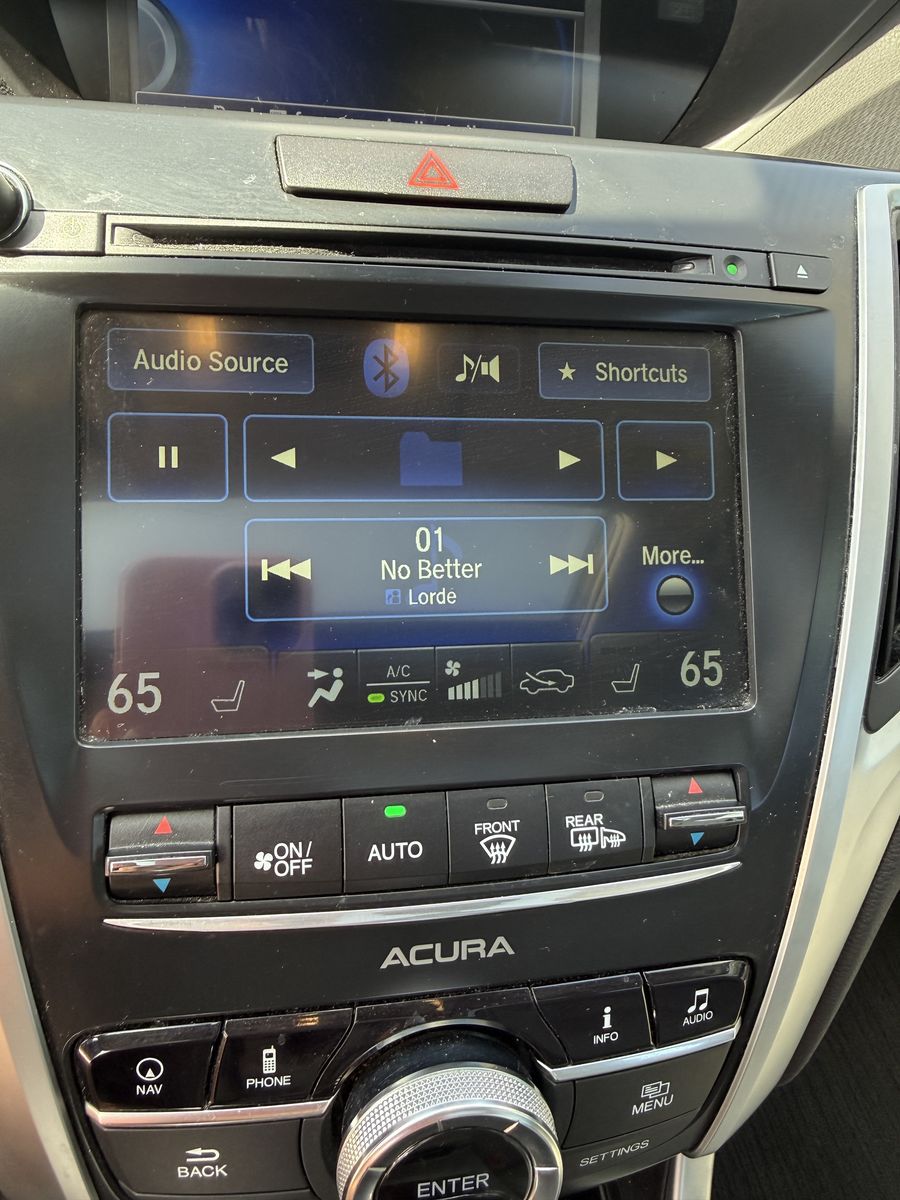 Audio Source
Shortcuts
01
No Better
Lorde
More...
65
A/C
SYNC
65
ON/
OFF
AUTO
FRONT
REAR
ACURA
NAV
PHONE
INFO
AUDIO
BACK
MENU
SETTINGS
ENTER